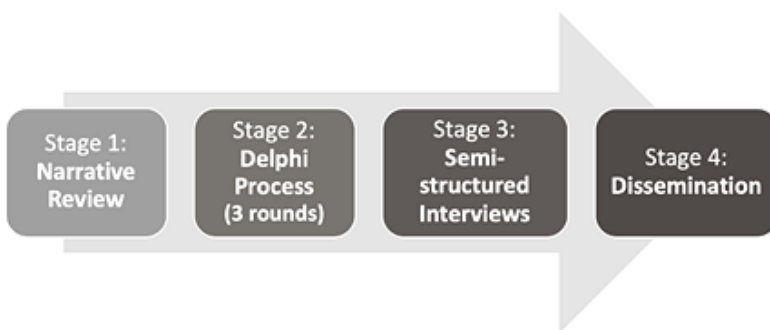 Stage 1:
Narrative
Review
Stage 2:
Delphi
Process
(3 rounds)
Stage 3:
Semi-
structured
Interviews
Stage 4:
Dissemination